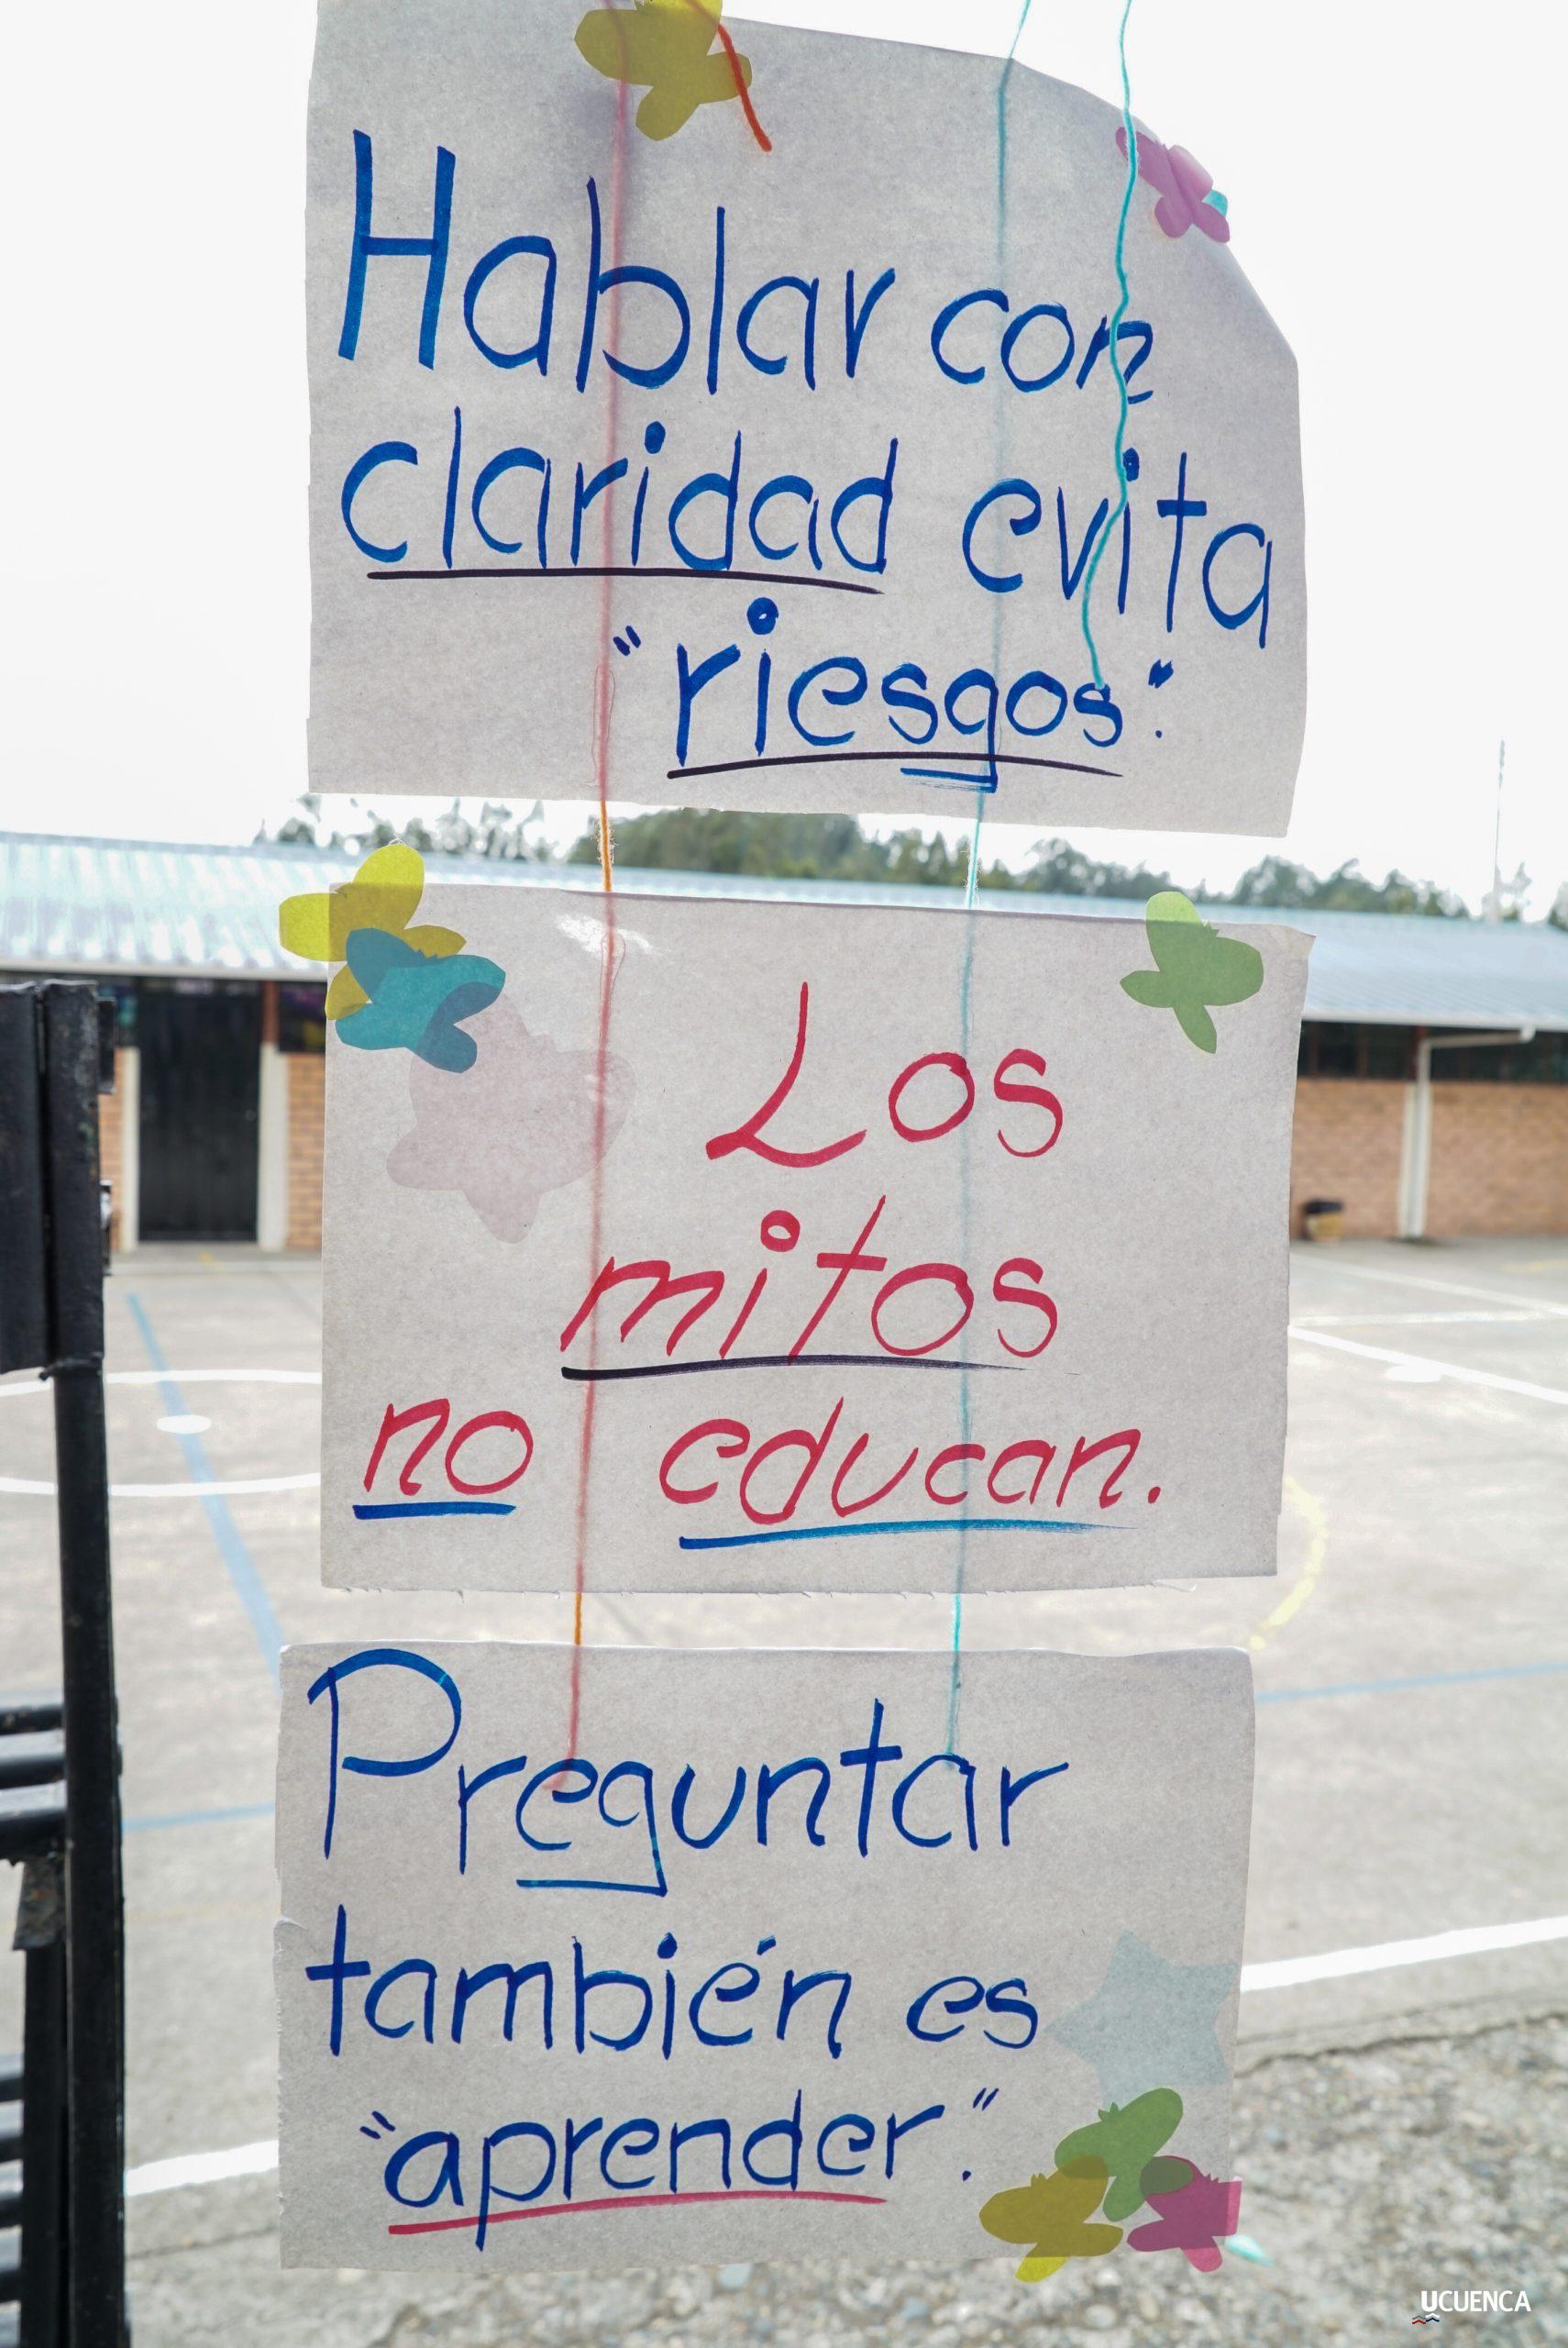 Hablar con
claridad evita
"riesgos".
Los
mitos
no educan.
Preguntar
también es
"aprender."
UCUENCA